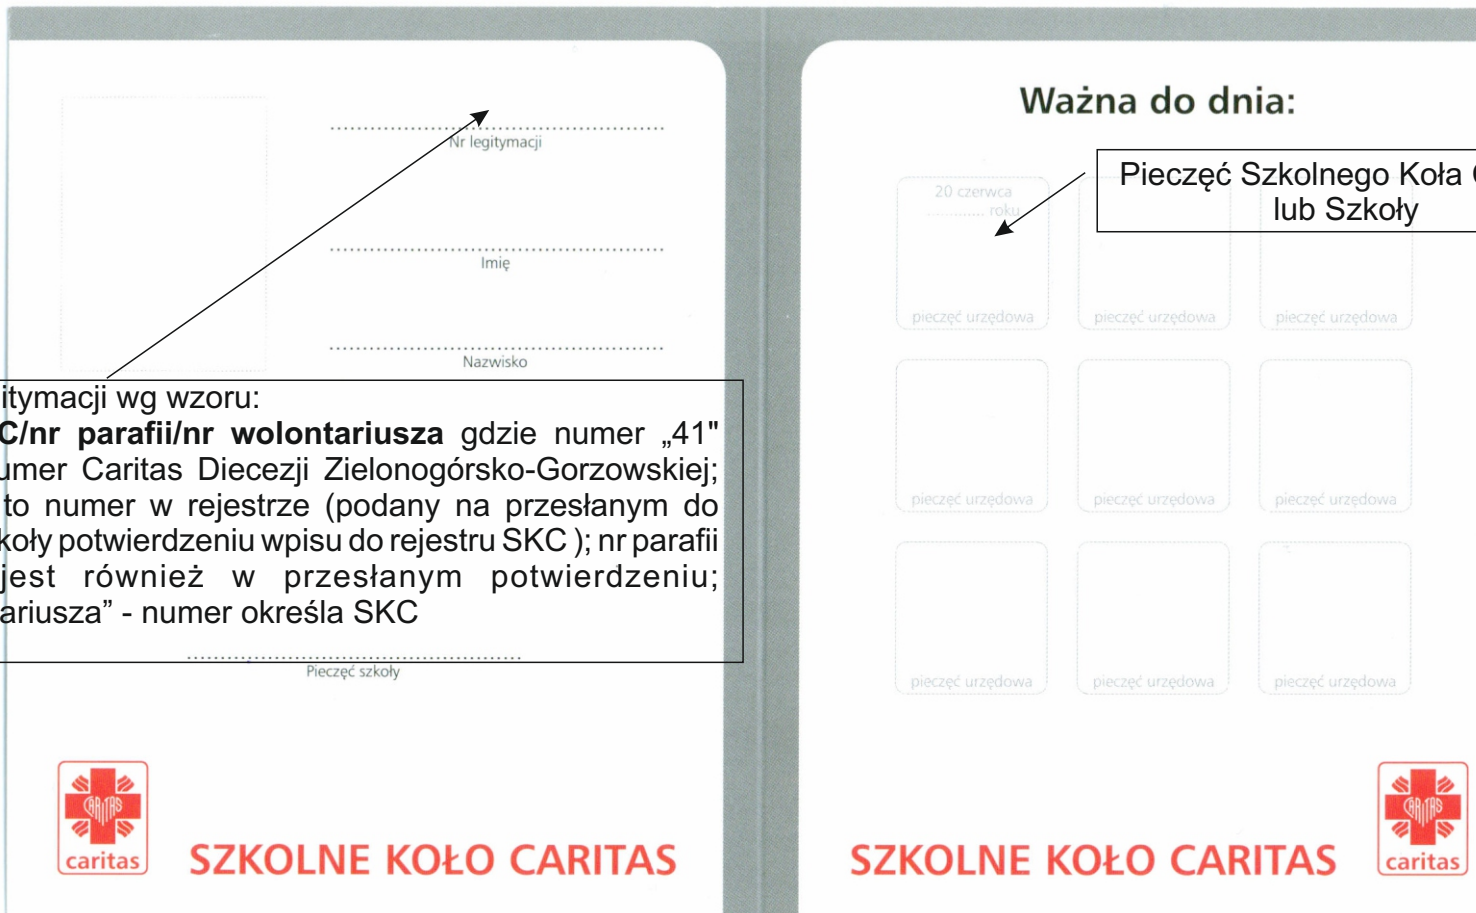 Nr legitymacji
Imię
Nazwisko
itymacji wg wzoru:
C/nr parafii/nr wolontariusza gdzie numer „41"
umer Caritas Diecezji Zielonogórsko-Gorzowskiej;
to numer w rejestrze (podany na przesłanym do
koły potwierdzeniu wpisu do rejestru SKC ); nr parafii
jest również w przesłanym potwierdzeniu;
ariusza” - numer określa SKC
Pieczęć szkoły
CARITAS
caritas
SZKOLNE KOŁO CARITAS
Ważna do dnia:
Pieczęć Szkolnego Koła
lub Szkoły
20 czerwca
............. roku
pieczęć urzędowa pieczęć urzędowa pieczęć urzędowa
pieczęć urzędowa pieczęć urzędowa pieczęć urzędowa
pieczęć urzędowa pieczęć urzędowa pieczęć urzędowa
SZKOLNE KOŁO CARITAS
CARITAS
caritas